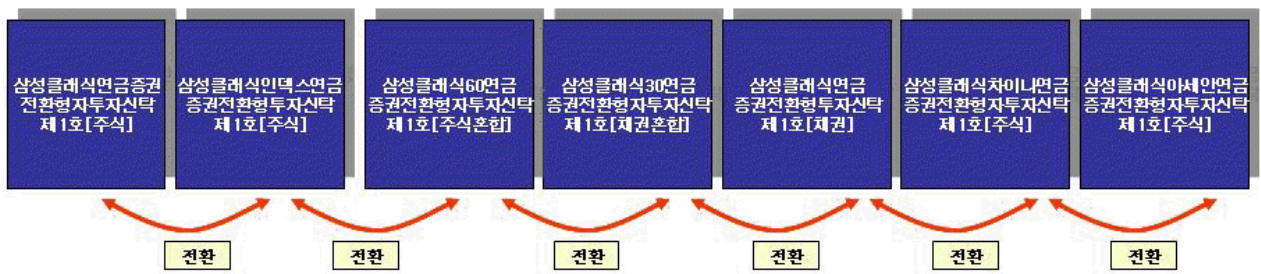 삼성클래식연금증권
전환형자투자신탁
제1호[주식]
삼성클래식인덱스연금
증권전환형자투자신탁
제1호[주식]
삼성클래식60연금
증권전환형자투자신탁
제1호[주식혼합]
삼성클래식30연금
증권전환형자투자신탁
제1호[채권혼합]
삼성클래식연금
증권전환형자투자신탁
제1호[채권]
삼성클래식차이나연금
증권전환형자투자신탁
제1호[주식]
삼성클래식아세안연금
증권전환형자투자신탁
제1호[주식]
전환
전환
전환
전환
전환
전환